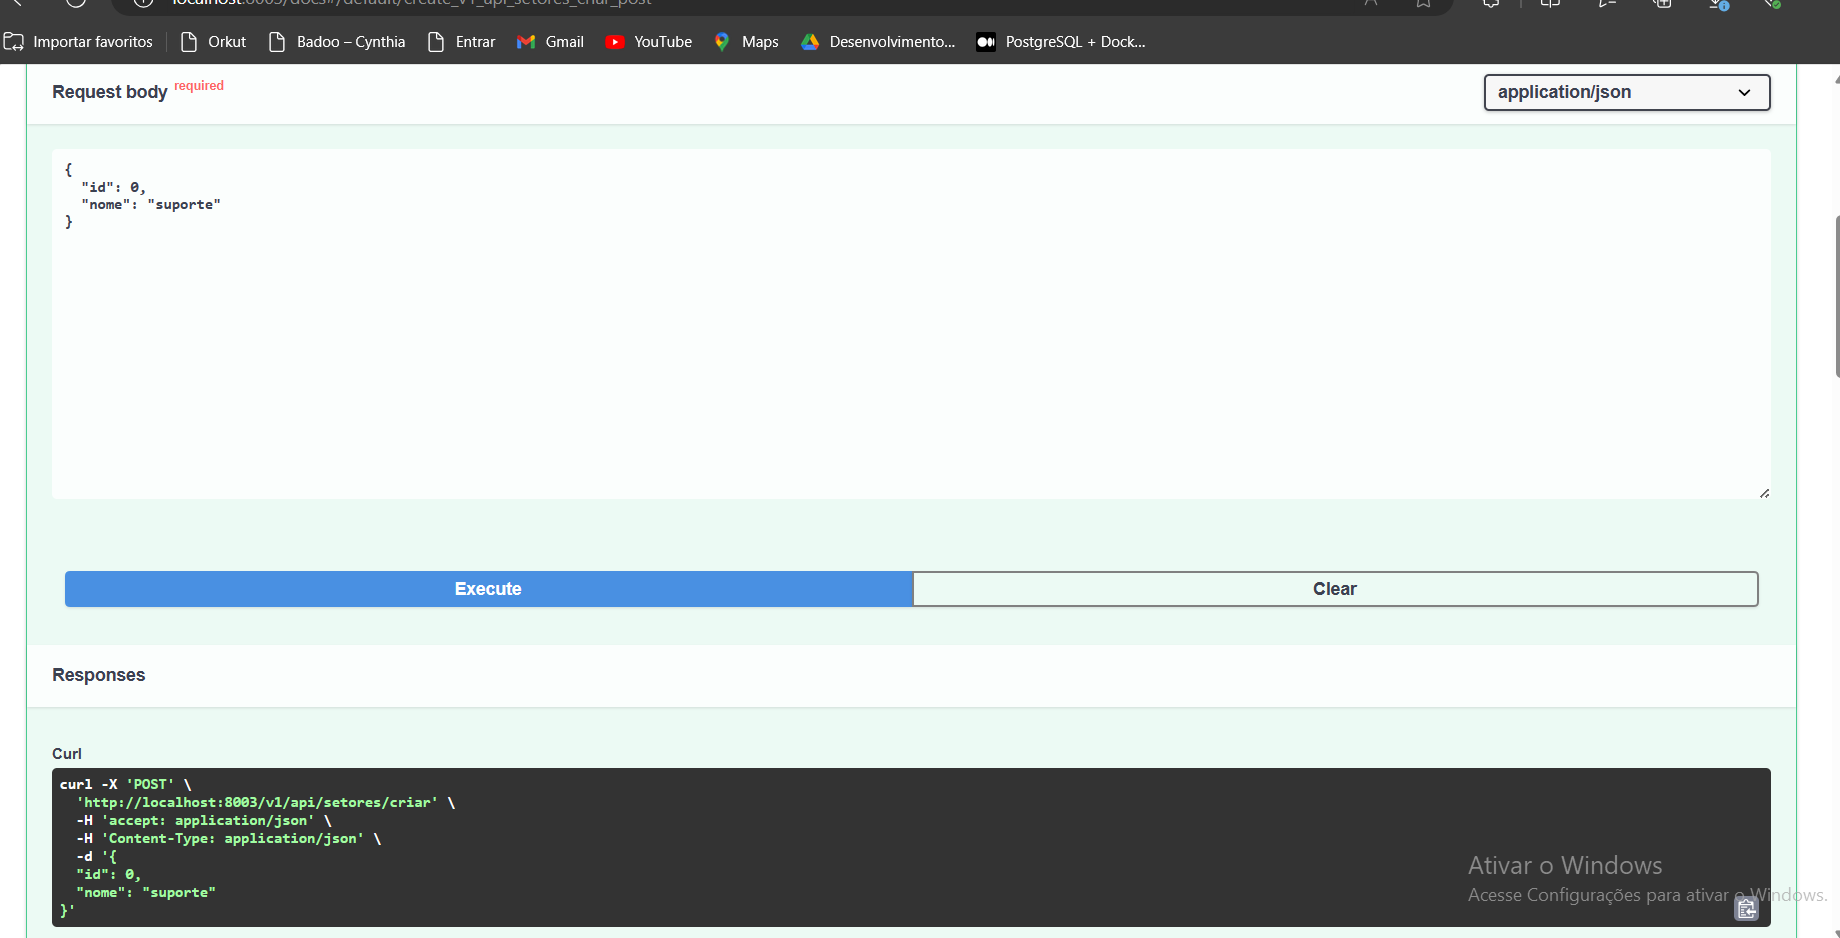 localhost:8003/docs#/default/create_v1_api_setores_criar_post
Importar favoritos
Orkut
Badoo – Cynthia
Entrar
Gmail
YouTube
Maps
Desenvolvimento...
PostgreSQL + Dock...
Request body required
application/json
{
"id": 0,
"nome": "suporte"
}
Execute
Clear
Responses
Curl
curl -X 'POST' \
'http://localhost:8003/v1/api/setores/criar' \
-H 'accept: application/json' \
-H 'Content-Type: application/json' \
-d '{
"id": 0,
"nome": "suporte"
}'
Ativar o Windows
Acesse Configurações para ativar o Windows.